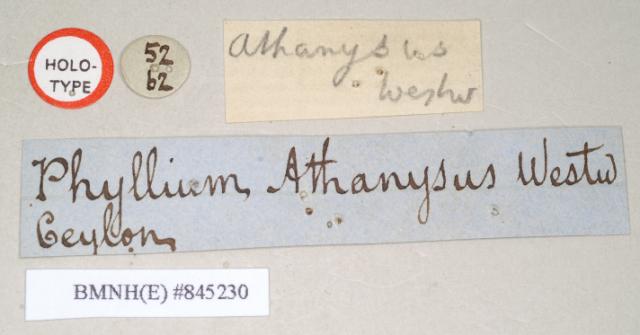 HOLO-
TYPE
52
62
Athanysus
Westw
Phyllium Athanysus Westw
Ceylon
BMNH(E) #845230